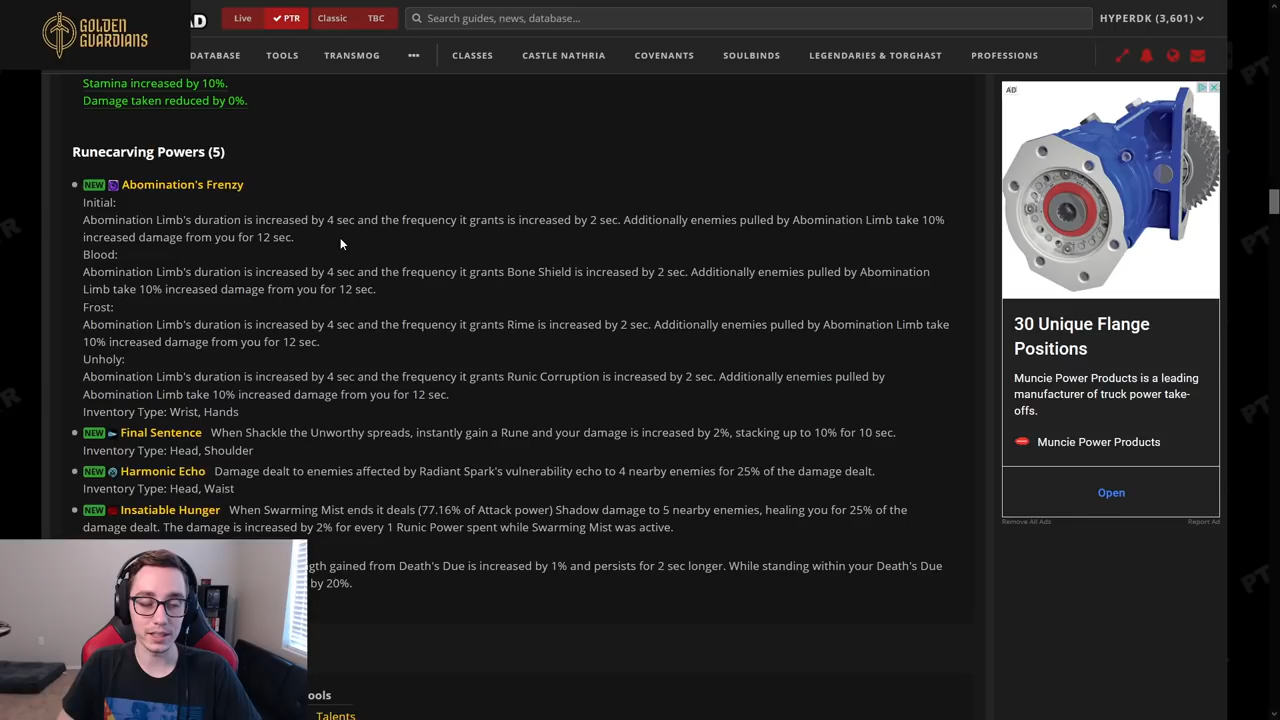 GOLDEN
GUARDIANS
AD
Live
✔ PTR
Classic
TBC
Search guides, news, database...
HYPERDK (3,601)
DATABASE
TOOLS
TRANSMOG
•••
CLASSES
CASTLE NATHRIA
COVENANTS
SOULBINDS
LEGENDARIES & TORGHAST
PROFESSIONS
Stamina increased by 10%.
Damage taken reduced by 0%.
Runecarving Powers (5)
NEW Abomination's Frenzy
Initial:
Abomination Limb's duration is increased by 4 sec and the frequency it grants is increased by 2 sec. Additionally enemies pulled by Abomination Limb take 10%
increased damage from you for 12 sec.
Blood:
Abomination Limb's duration is increased by 4 sec and the frequency it grants Bone Shield is increased by 2 sec. Additionally enemies pulled by Abomination
Limb take 10% increased damage from you for 12 sec.
Frost:
Abomination Limb's duration is increased by 4 sec and the frequency it grants Rime is increased by 2 sec. Additionally enemies pulled by Abomination Limb take
10% increased damage from you for 12 sec.
Unholy:
Abomination Limb's duration is increased by 4 sec and the frequency it grants Runic Corruption is increased by 2 sec. Additionally enemies pulled by
Abomination Limb take 10% increased damage from you for 12 sec.
Inventory Type: Wrist, Hands
NEW Final Sentence When Shackle the Unworthy spreads, instantly gain a Rune and your damage is increased by 2%, stacking up to 10% for 10 sec.
Inventory Type: Head, Shoulder
NEW Harmonic Echo Damage dealt to enemies affected by Radiant Spark's vulnerability echo to 4 nearby enemies for 25% of the damage dealt.
Inventory Type: Head, Waist
NEW Insatiable Hunger When Swarming Mist ends it deals (77.16% of Attack power) Shadow damage to 5 nearby enemies, healing you for 25% of the
damage dealt. The damage is increased by 2% for every 1 Runic Power spent while Swarming Mist was active.
gth gained from Death's Due is increased by 1% and persists for 2 sec longer. While standing within your Death's Due
by 20%.
ools
Talents
AD
30 Unique Flange
Positions
Muncie Power Products is a leading
manufacturer of truck power take-
offs.
Muncie Power Products
Open
Remove All Ads
Report Ad